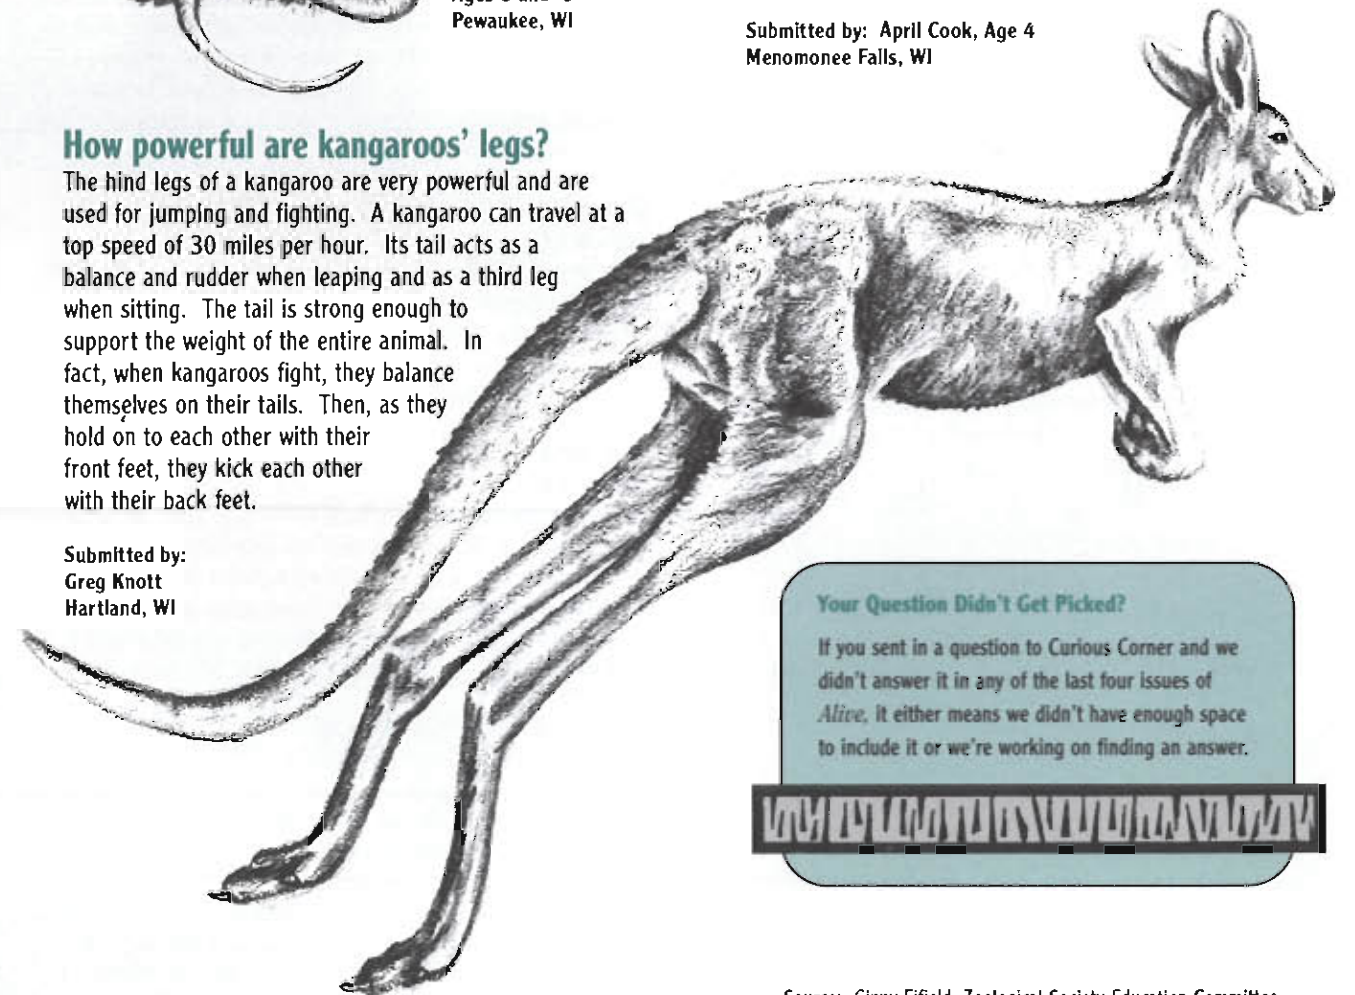 Pewaukee, WI
Submitted by: April Cook, Age 4
Menomonee Falls, WI
How powerful are kangaroos' legs?
The hind legs of a kangaroo are very powerful and are
used for jumping and fighting. A kangaroo can travel at a
top speed of 30 miles per hour. Its tail acts as a
balance and rudder when leaping and as a third leg
when sitting. The tail is strong enough to
support the weight of the entire animal. In
fact, when kangaroos fight, they balance
themselves on their tails. Then, as they
hold on to each other with their
front feet, they kick each other
with their back feet.
Submitted by:
Greg Knott
Hartland, WI
Your Question Didn't Get Picked?
If you sent in a question to Curious Corner and we
didn't answer it in any of the last four issues of
Alive, it either means we didn't have enough space
to include it or we're working on finding an answer.
Ginny Fifield, Zoological Society Education Committee